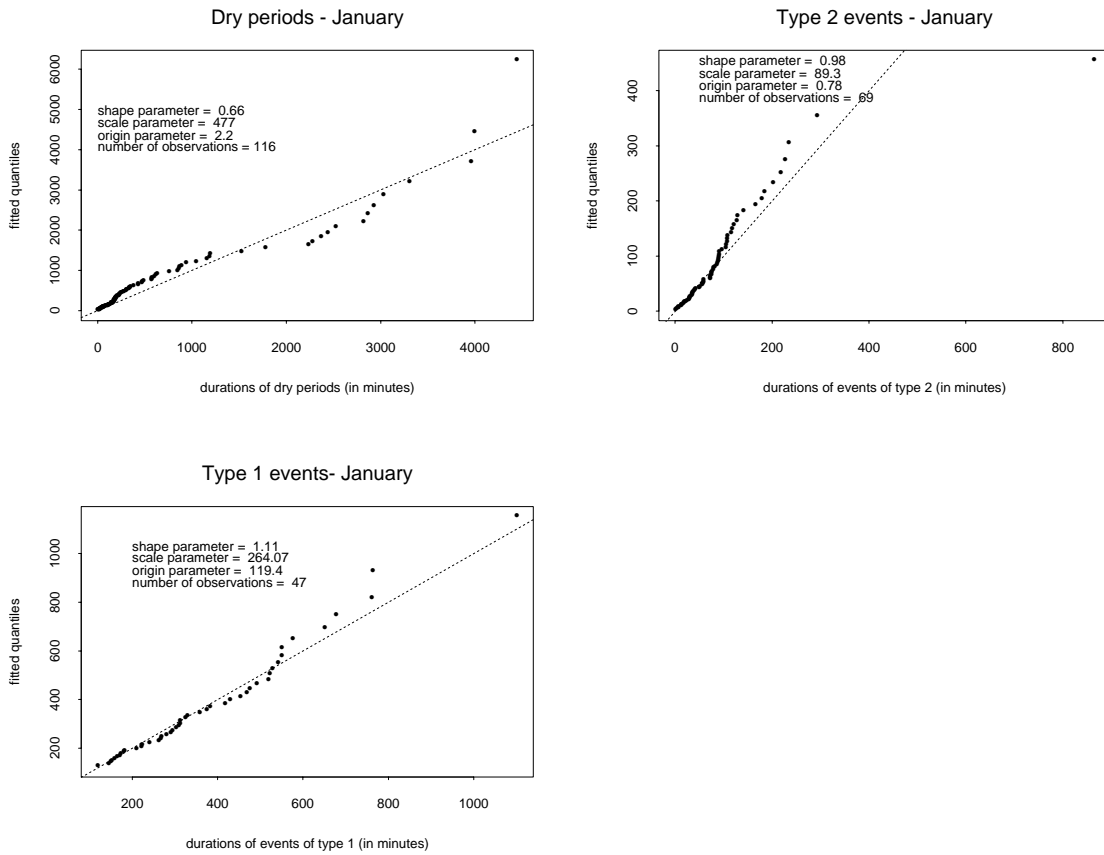 Dry periods - January
shape parameter = 0.66
scale parameter = 477
origin parameter = 2.2
number of observations = 116
fitted quantiles
0 1000 2000 3000 4000 5000 6000
0 1000 2000 3000 4000
durations of dry periods (in minutes)
Type 2 events - January
shape parameter = 0.98
scale parameter = 89.3
origin parameter = 0.78
number of observations = 69
fitted quantiles
0 100 200 300 400
0 200 400 600 800
durations of events of type 2 (in minutes)
Type 1 events- January
shape parameter = 1.11
scale parameter = 264.07
origin parameter = 119.4
number of observations = 47
fitted quantiles
200 400 600 800 1000
200 400 600 800 1000
durations of events of type 1 (in minutes)